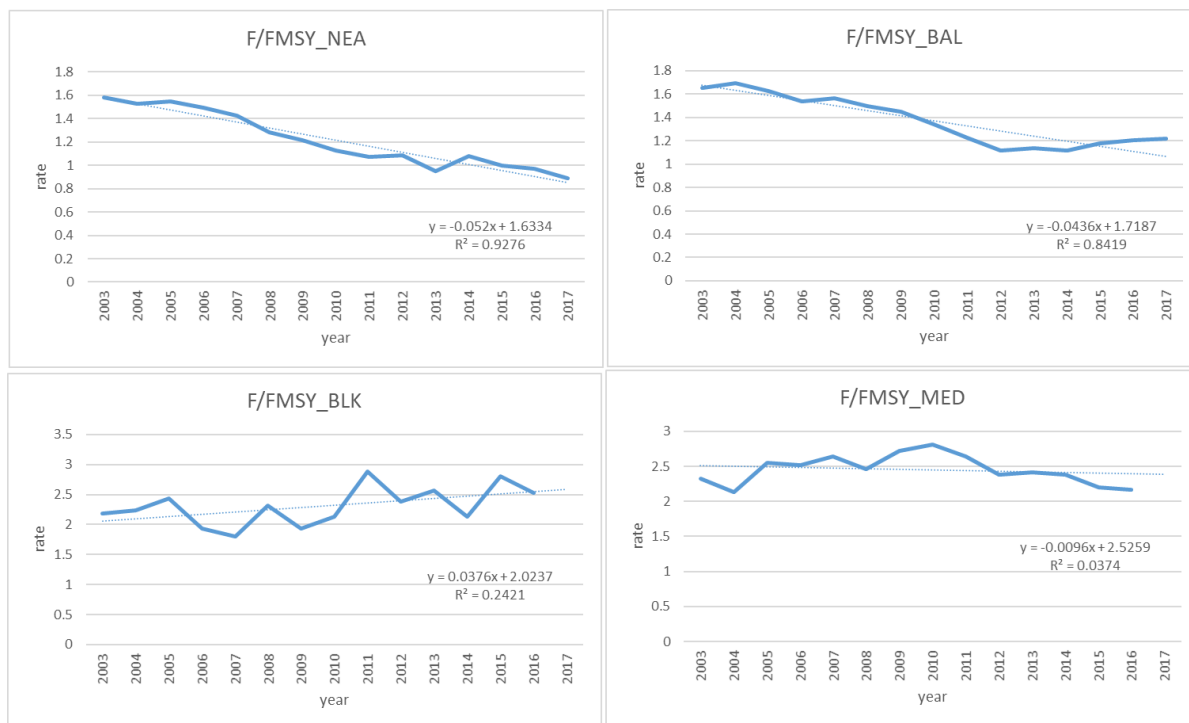 F/FMSY_NEA
1.8
1.6
1.4
1.2
1
0.8
0.6
0.4
0.2
0
rate
y = -0.052x + 1.6334
R² = 0.9276
2003 2004 2005 2006 2007 2008 2009 2010 2011 2012 2013 2014 2015 2016 2017
year
F/FMSY_BAL
1.8
1.6
1.4
1.2
1
0.8
0.6
0.4
0.2
0
rate
y = -0.0436x + 1.7187
R² = 0.8419
2003 2004 2005 2006 2007 2008 2009 2010 2011 2012 2013 2014 2015 2016 2017
year
F/FMSY_BLK
3.5
3
2.5
2
1.5
1
0.5
0
rate
y = 0.0376x + 2.0237
R² = 0.2421
2003 2004 2005 2006 2007 2008 2009 2010 2011 2012 2013 2014 2015 2016 2017
year
F/FMSY_MED
3
2.5
2
1.5
1
0.5
0
rate
y = -0.0096x + 2.5259
R² = 0.0374
2003 2004 2005 2006 2007 2008 2009 2010 2011 2012 2013 2014 2015 2016 2017
year